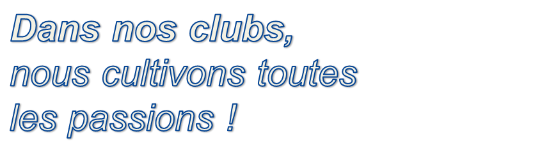 Dans nos clubs,
nous cultivons toutes
les passions !